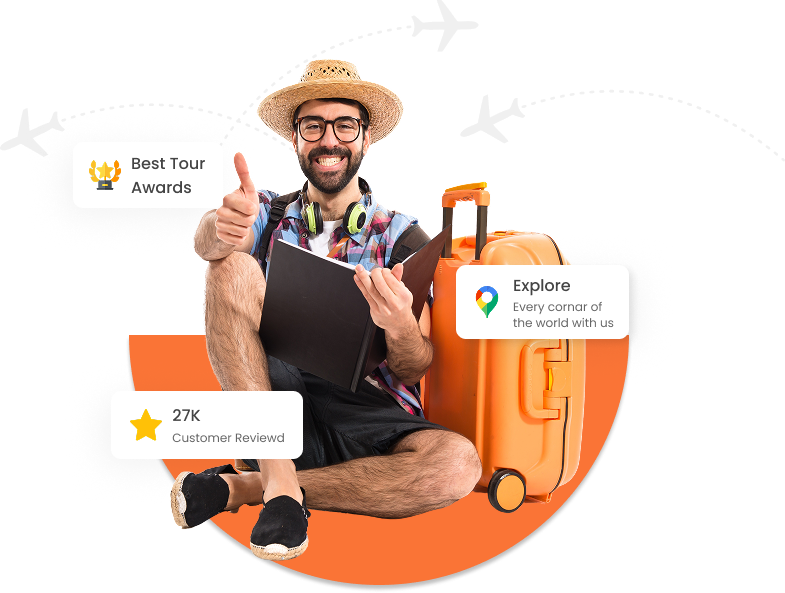 Best Tour
Awards
Explore
Every cornar of
the world with us
27K
Customer Reviewd